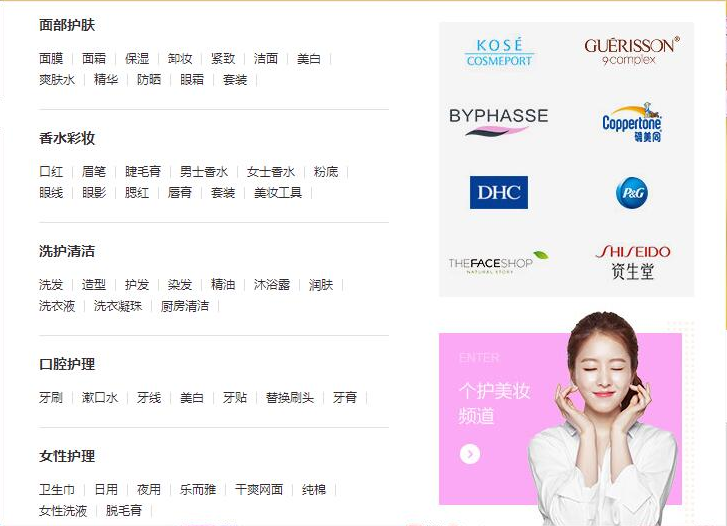 面部护肤
面膜 | 面霜 | 保湿 | 卸妆 | 紧致 | 洁面 | 美白 |
爽肤水 | 精华 | 防晒 | 眼霜 | 套装 |
香水彩妆
口红 | 眉笔 | 睫毛膏 | 男士香水 | 女士香水 | 粉底 |
眼线 | 眼影 | 腮红 | 唇膏 | 套装 | 美妆工具 |
洗护清洁
洗发 | 造型 | 护发 | 染发 | 精油 | 沐浴露 | 润肤 |
洗衣液 | 洗衣凝珠 | 厨房清洁 |
口腔护理
牙刷 | 漱口水 | 牙线 | 美白 | 牙贴 | 替换刷头 | 牙膏 |
女性护理
卫生巾 | 日用 | 夜用 | 乐而雅 | 干爽网面 | 纯棉 |
女性洗液 | 脱毛膏 |
KOSÉ
COSMEPORT
GUÉRISSON®
9complex
BYPHASSE
Coppertone
DHC
P&G
THEFACESHOP
NATURAL STORY
SHISEIDO
资生堂
ENTER
个护美妆
频道